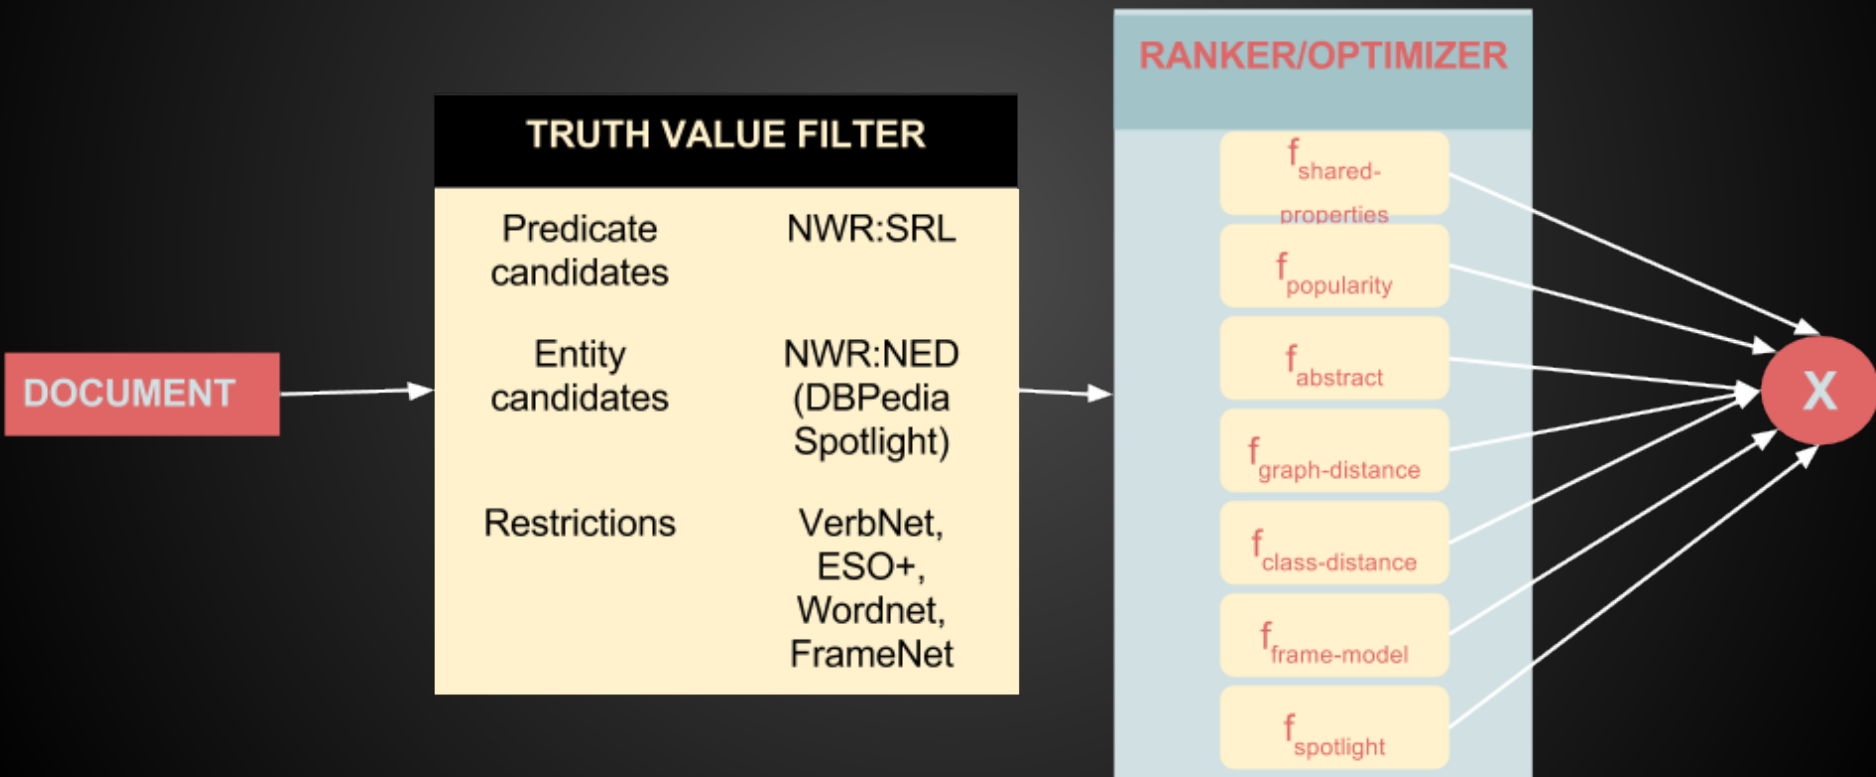 RANKER/OPTIMIZER
TRUTH VALUE FILTER
Predicate candidates NWR:SRL
Entity candidates NWR:NED (DBPedia Spotlight)
Restrictions VerbNet, ESO+, Wordnet, FrameNet
DOCUMENT
f shared-
properties
f popularity
f abstract
f graph-distance
f class-distance
f frame-model
f spotlight
X